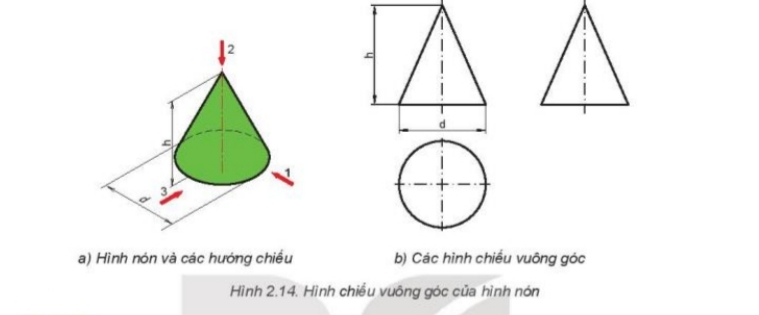 2
h
d
3
1
h
d
a) Hình nón và các hướng chiếu
b) Các hình chiếu vuông góc
Hình 2.14. Hình chiếu vuông góc của hình nón